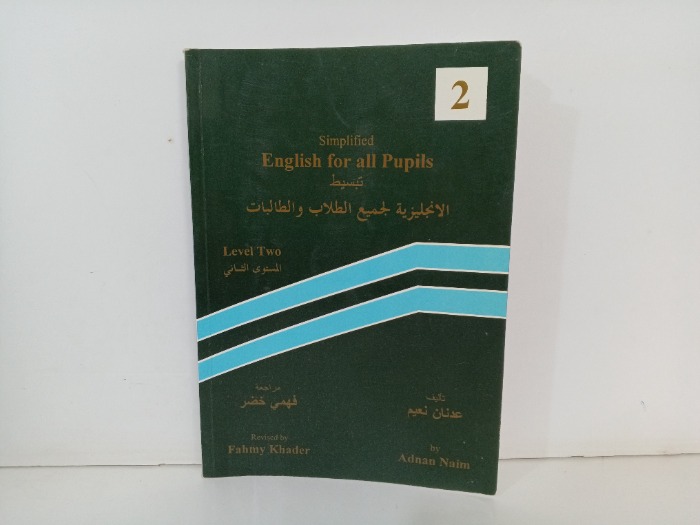 2
Simplified
English for all Pupils
تبسيط
الانجليزية لجميع الطلاب والطالبات
Level Two
المستوى الثاني
مراجعة
فهمي خضر
Revised by
Fahmy Khader
تأليف
عدنان نعيم
by
Adnan Naim